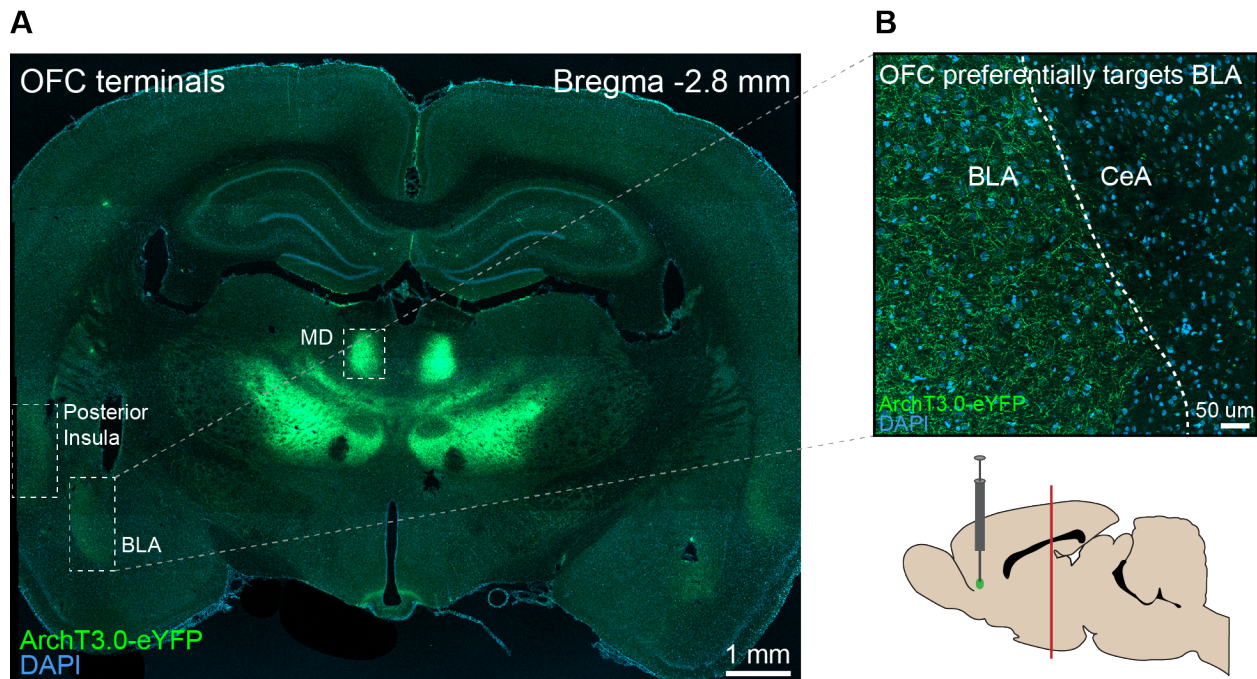 A
OFC terminals
Bregma -2.8 mm
MD
Posterior
Insula
BLA
ArchT3.0-eYFP
DAPI
1 mm
B
OFC preferentially targets BLA
BLA
CeA
ArchT3.0-eYFP
DAPI
50 um